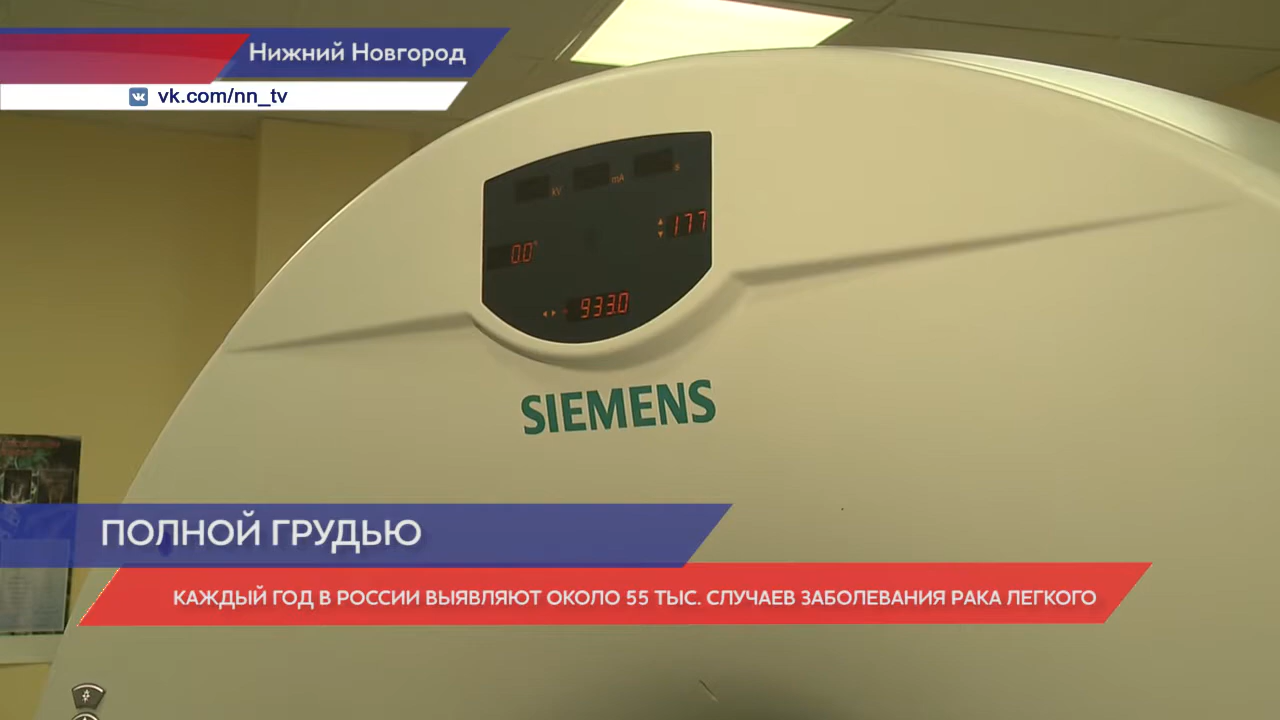 Нижний Новгород
vk.com/nn_tv
kV mA s
177
0.0°
933.0
SIEMENS
ПОЛНОЙ ГРУДЬЮ
КАЖДЫЙ ГОД В РОССИИ ВЫЯВЛЯЮТ ОКОЛО 55 ТЫС. СЛУЧАЕВ ЗАБОЛЕВАНИЯ РАКА ЛЕГКОГО